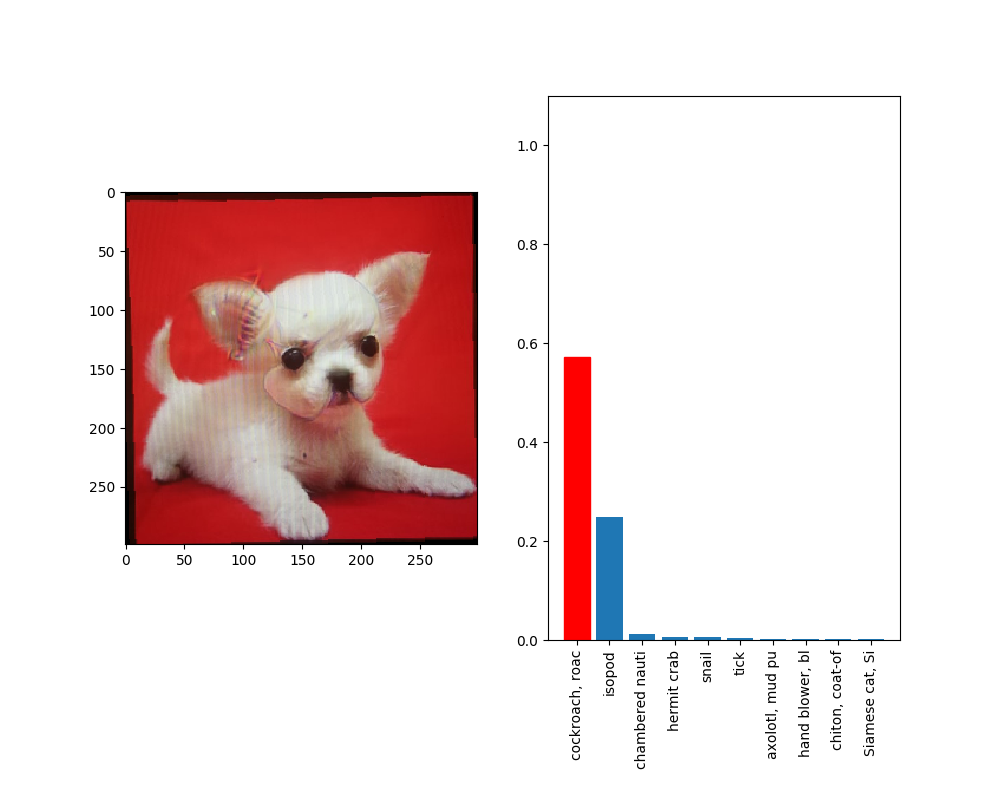 0
50
100
150
200
250
0 50 100 150 200 250
1.0
0.8
0.6
0.4
0.2
0.0
cockroach, roac
isopod
chambered nauti
hermit crab
snail
tick
axolotl, mud pu
hand blower, bl
chiton, coat-of
Siamese cat, Si